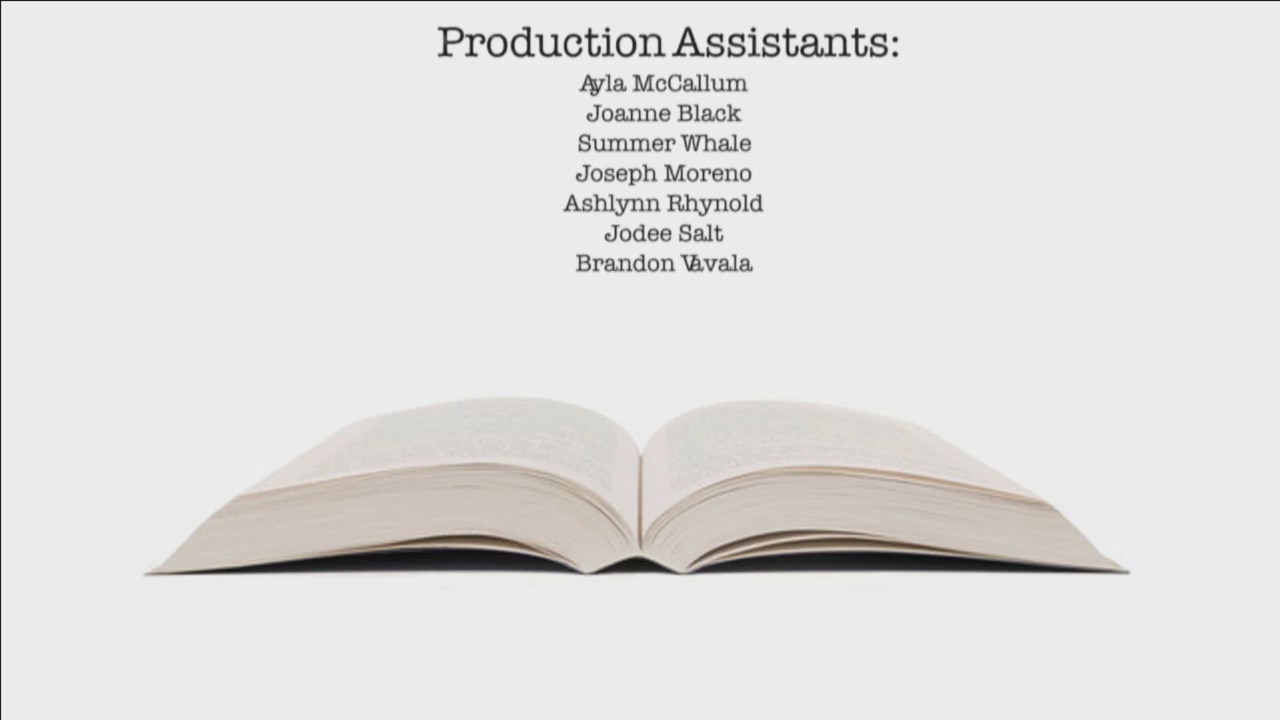 Production Assistants:
Ayla McCallum
Joanne Black
Summer Whale
Joseph Moreno
Ashlynn Rhynold
Jodee Salt
Brandon Vavala